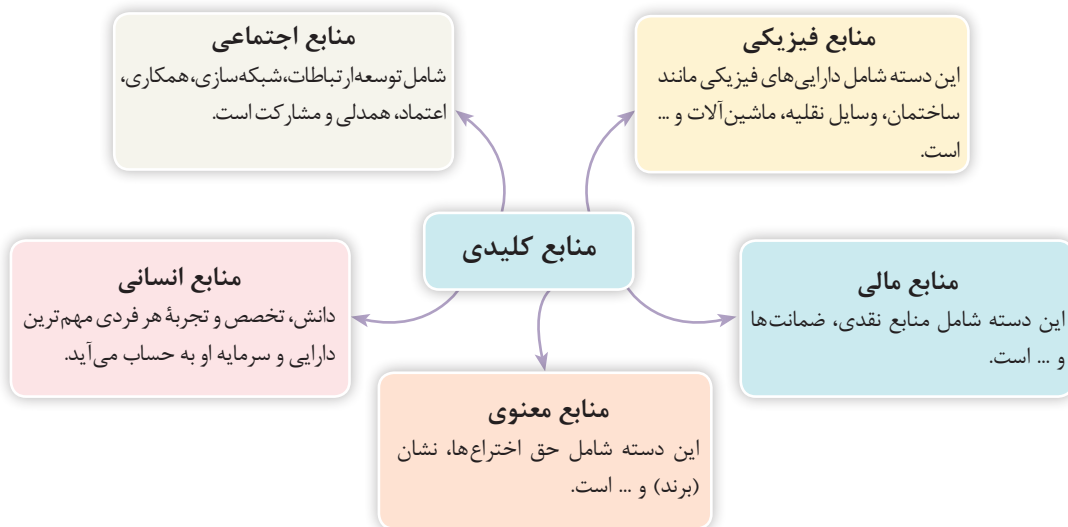 منابع فیزیکی
این دسته شامل دارایی‌های فیزیکی مانند
ساختمان، وسایل نقلیه، ماشین‌آلات و ...
است.
منابع اجتماعی
شامل توسعه ارتباطات، شبکه‌سازی، همکاری،
اعتماد، همدلی و مشارکت است.
منابع کلیدی
منابع مالی
این دسته شامل منابع نقدی، ضمانت‌ها
و ... است.
منابع انسانی
دانش، تخصص و تجربهٔ هر فردی مهم‌ترین
دارایی و سرمایه او به حساب می‌آید.
منابع معنوی
این دسته شامل حق اختراع‌ها، نشان
(برند) و ... است.